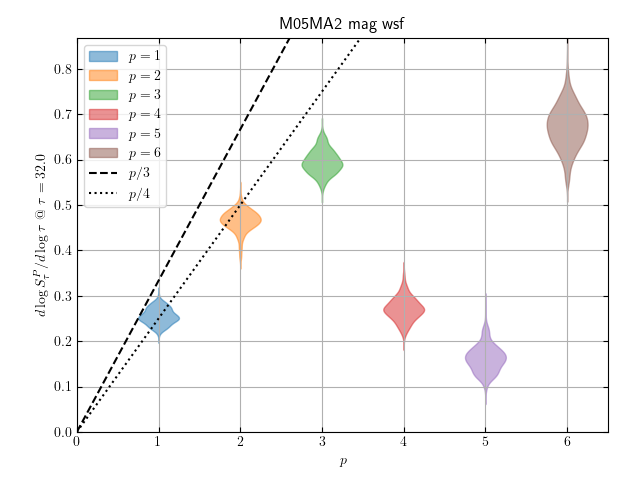 M05MA2 mag wsf
d log S_τ^P / d log τ @ τ = 32.0
0.8
0.7
0.6
0.5
0.4
0.3
0.2
0.1
0.0
p = 1
p = 2
p = 3
p = 4
p = 5
p = 6
p/3
p/4
0 1 2 3 4 5 6
p